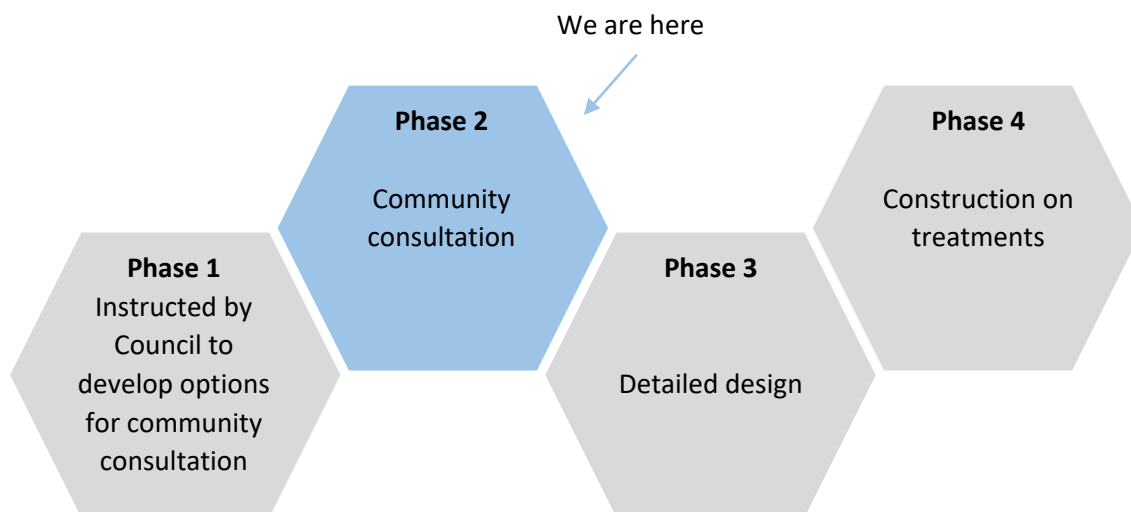 We are here
Phase 1
Instructed by
Council to
develop options
for community
consultation
Phase 2
Community
consultation
Phase 3
Detailed design
Phase 4
Construction on
treatments